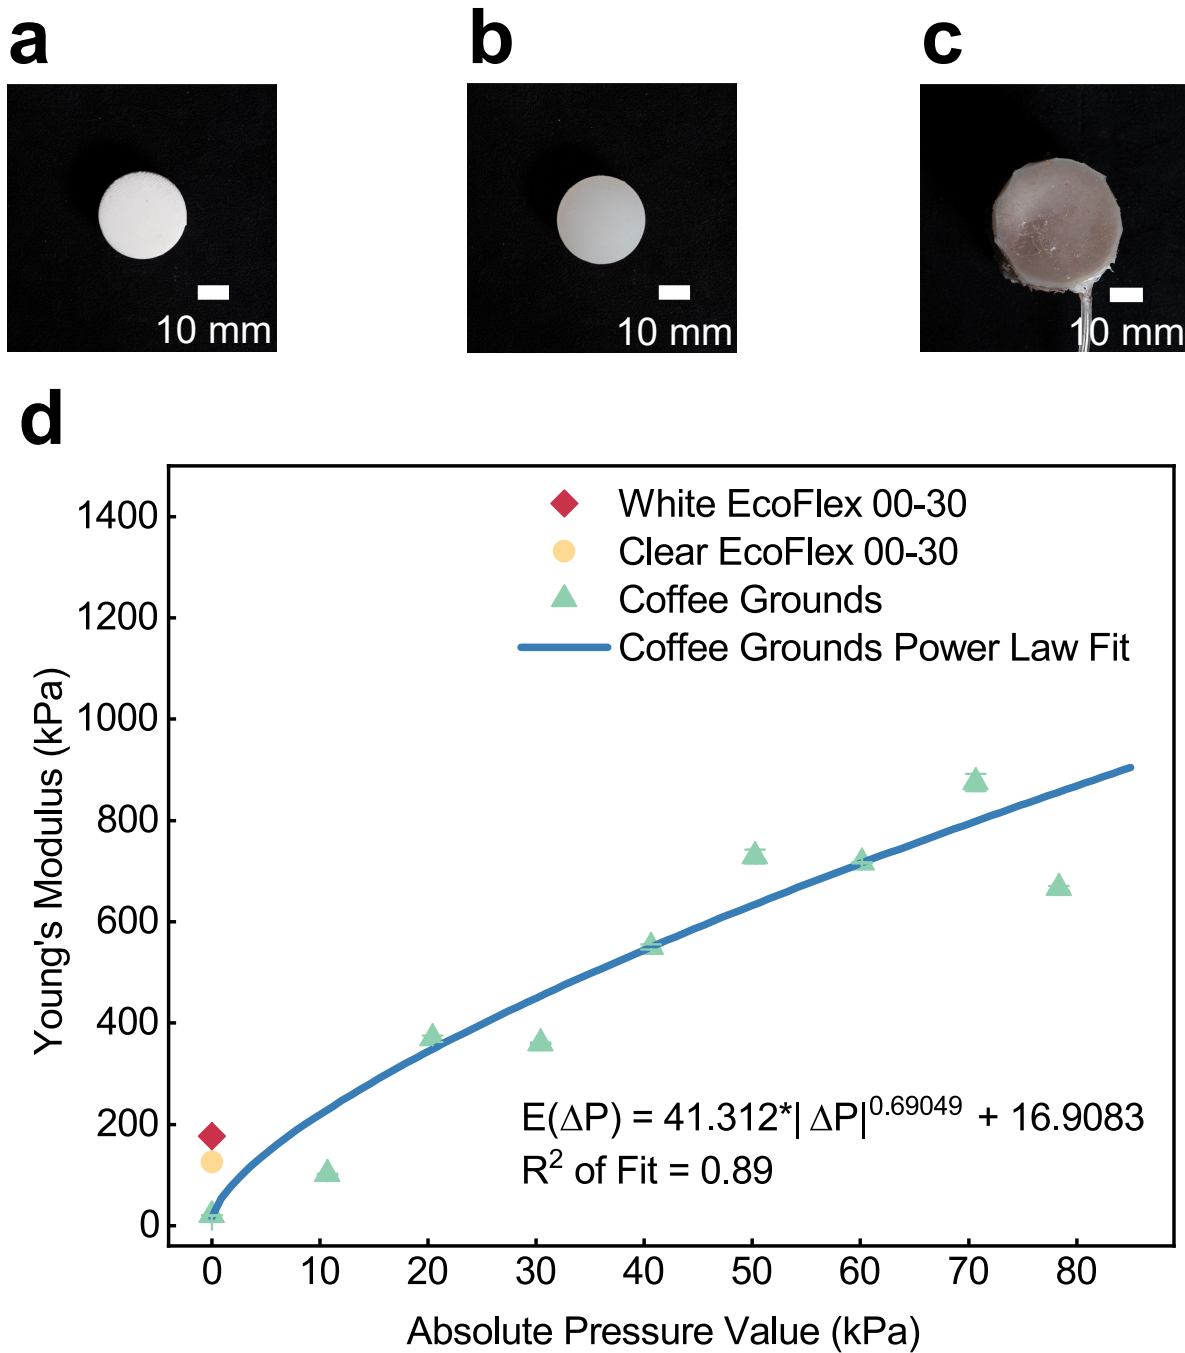 a
b
c
10 mm
10 mm
10 mm
d
White EcoFlex 00-30
Clear EcoFlex 00-30
Coffee Grounds
Coffee Grounds Power Law Fit
1400
1200
1000
800
600
400
200
0
Young's Modulus (kPa)
E(ΔP) = 41.312*| ΔP|^0.69049 + 16.9083
R² of Fit = 0.89
0 10 20 30 40 50 60 70 80
Absolute Pressure Value (kPa)